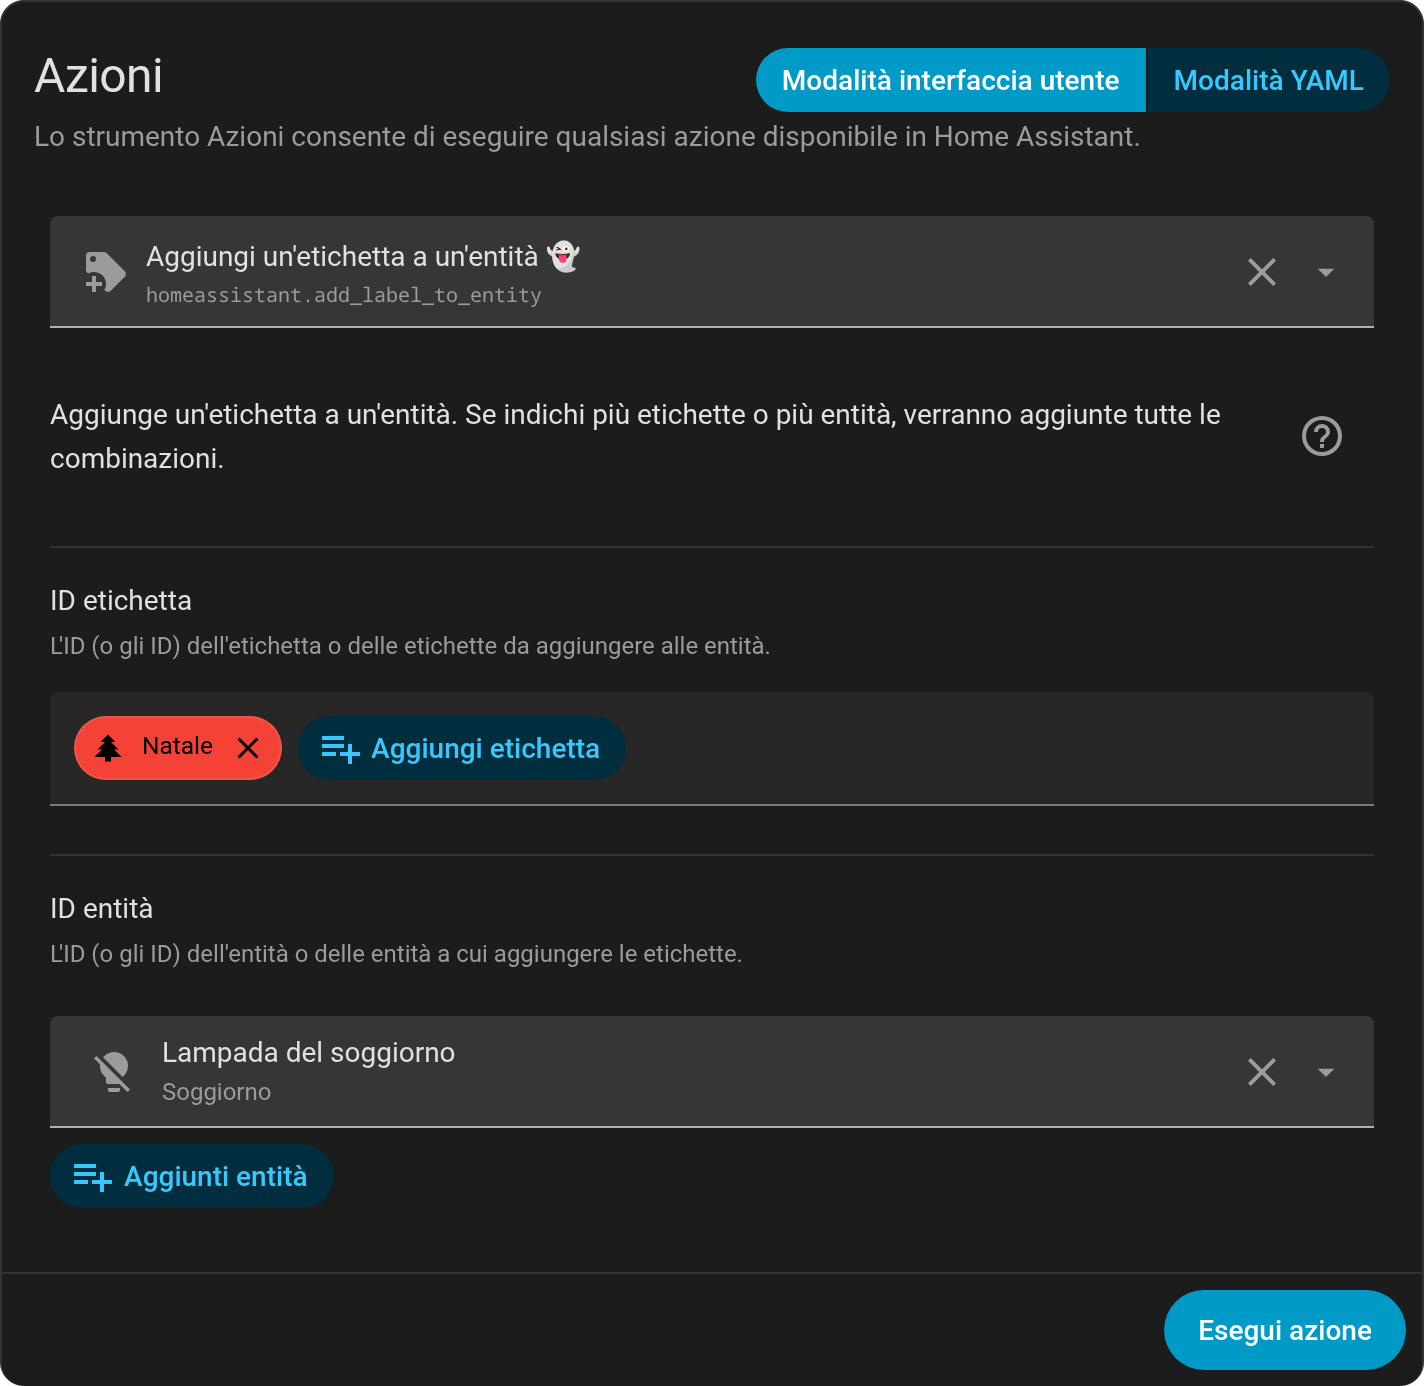 Azioni
Modalità interfaccia utente
Modalità YAML
Lo strumento Azioni consente di eseguire qualsiasi azione disponibile in Home Assistant.
Aggiungi un'etichetta a un'entità 👻
homeassistant.add_label_to_entity
Aggiunge un'etichetta a un'entità. Se indichi più etichette o più entità, verranno aggiunte tutte le
combinazioni.
ID etichetta
L'ID (o gli ID) dell'etichetta o delle etichette da aggiungere alle entità.
Natale
Aggiungi etichetta
ID entità
L'ID (o gli ID) dell'entità o delle entità a cui aggiungere le etichette.
Lampada del soggiorno
Soggiorno
Aggiunti entità
Esegui azione